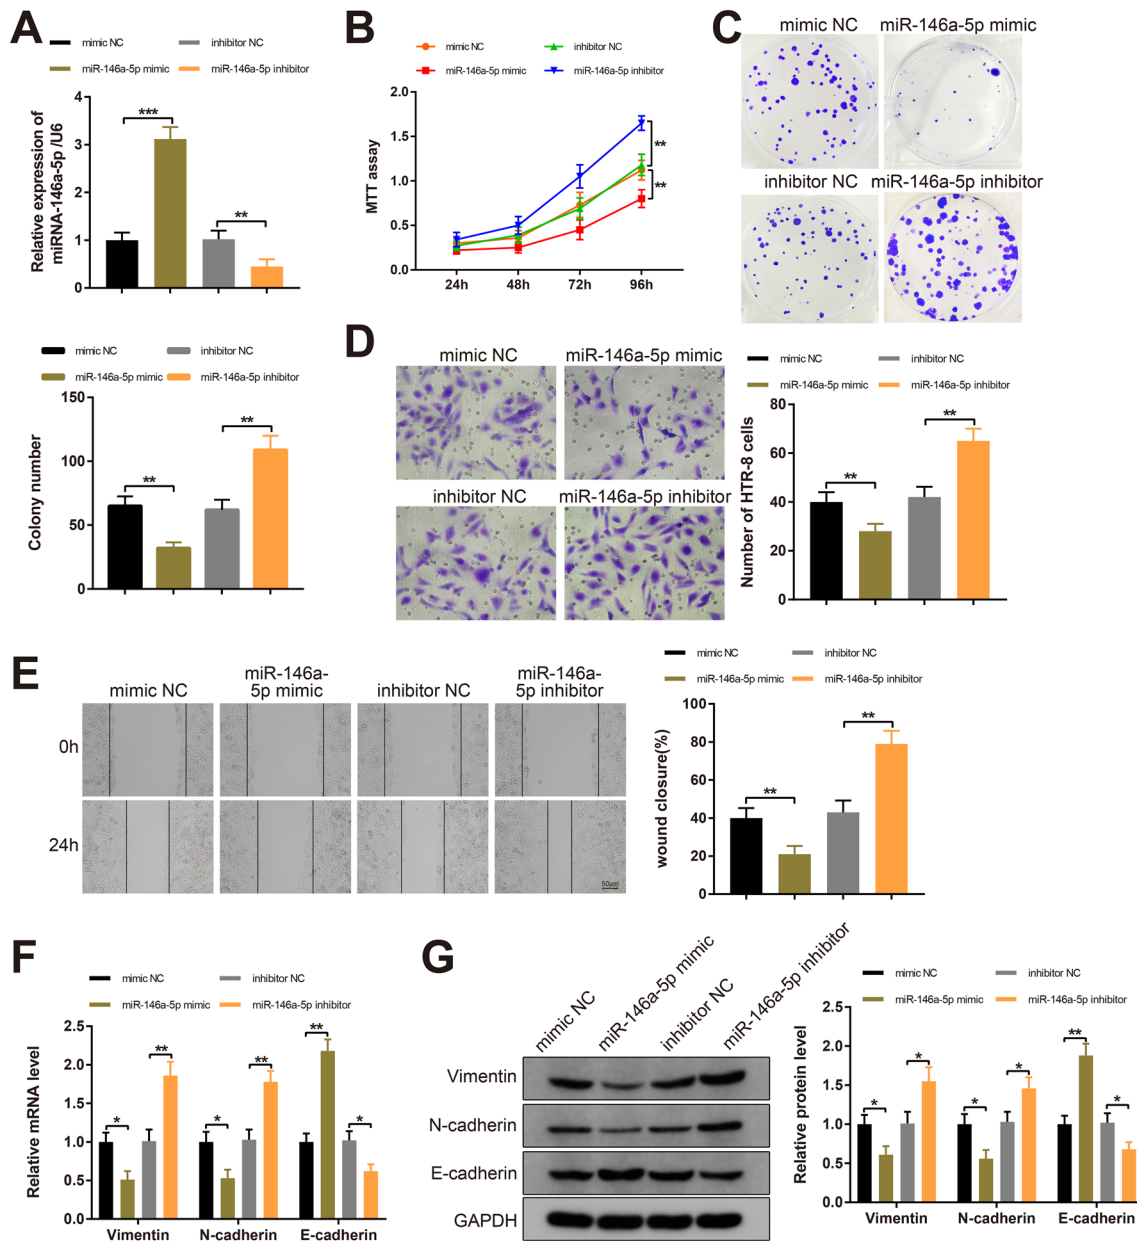 A
mimic NC
inhibitor NC
miR-146a-5p mimic
miR-146a-5p inhibitor
Relative expression of
miRNA-146a-5p /U6
4
3
2
1
0
***
**
B
mimic NC
inhibitor NC
miR-146a-5p mimic
miR-146a-5p inhibitor
MTT assay
2.0
1.5
1.0
0.5
0.0
24h
48h
72h
96h
**
**
C
mimic NC
miR-146a-5p mimic
inhibitor NC
miR-146a-5p inhibitor
mimic NC
inhibitor NC
miR-146a-5p mimic
miR-146a-5p inhibitor
Colony number
150
100
50
0
**
**
D
mimic NC
miR-146a-5p mimic
inhibitor NC
miR-146a-5p inhibitor
mimic NC
inhibitor NC
miR-146a-5p mimic
miR-146a-5p inhibitor
Number of HTR-8 cells
80
60
40
20
0
**
**
E
mimic NC
miR-146a-
5p mimic
inhibitor NC
miR-146a-
5p inhibitor
0h
24h
50μm
mimic NC
inhibitor NC
miR-146a-5p mimic
miR-146a-5p inhibitor
wound closure(%)
100
80
60
40
20
0
**
**
F
mimic NC
inhibitor NC
miR-146a-5p mimic
miR-146a-5p inhibitor
Relative mRNA level
2.5
2.0
1.5
1.0
0.5
0.0
*
**
*
**
**
*
Vimentin
N-cadherin
E-cadherin
G
mimic NC
miR-146a-5p mimic
inhibitor NC
miR-146a-5p inhibitor
Vimentin
N-cadherin
E-cadherin
GAPDH
mimic NC
inhibitor NC
miR-146a-5p mimic
miR-146a-5p inhibitor
Relative protein level
2.5
2.0
1.5
1.0
0.5
0.0
*
*
*
*
**
*
Vimentin
N-cadherin
E-cadherin